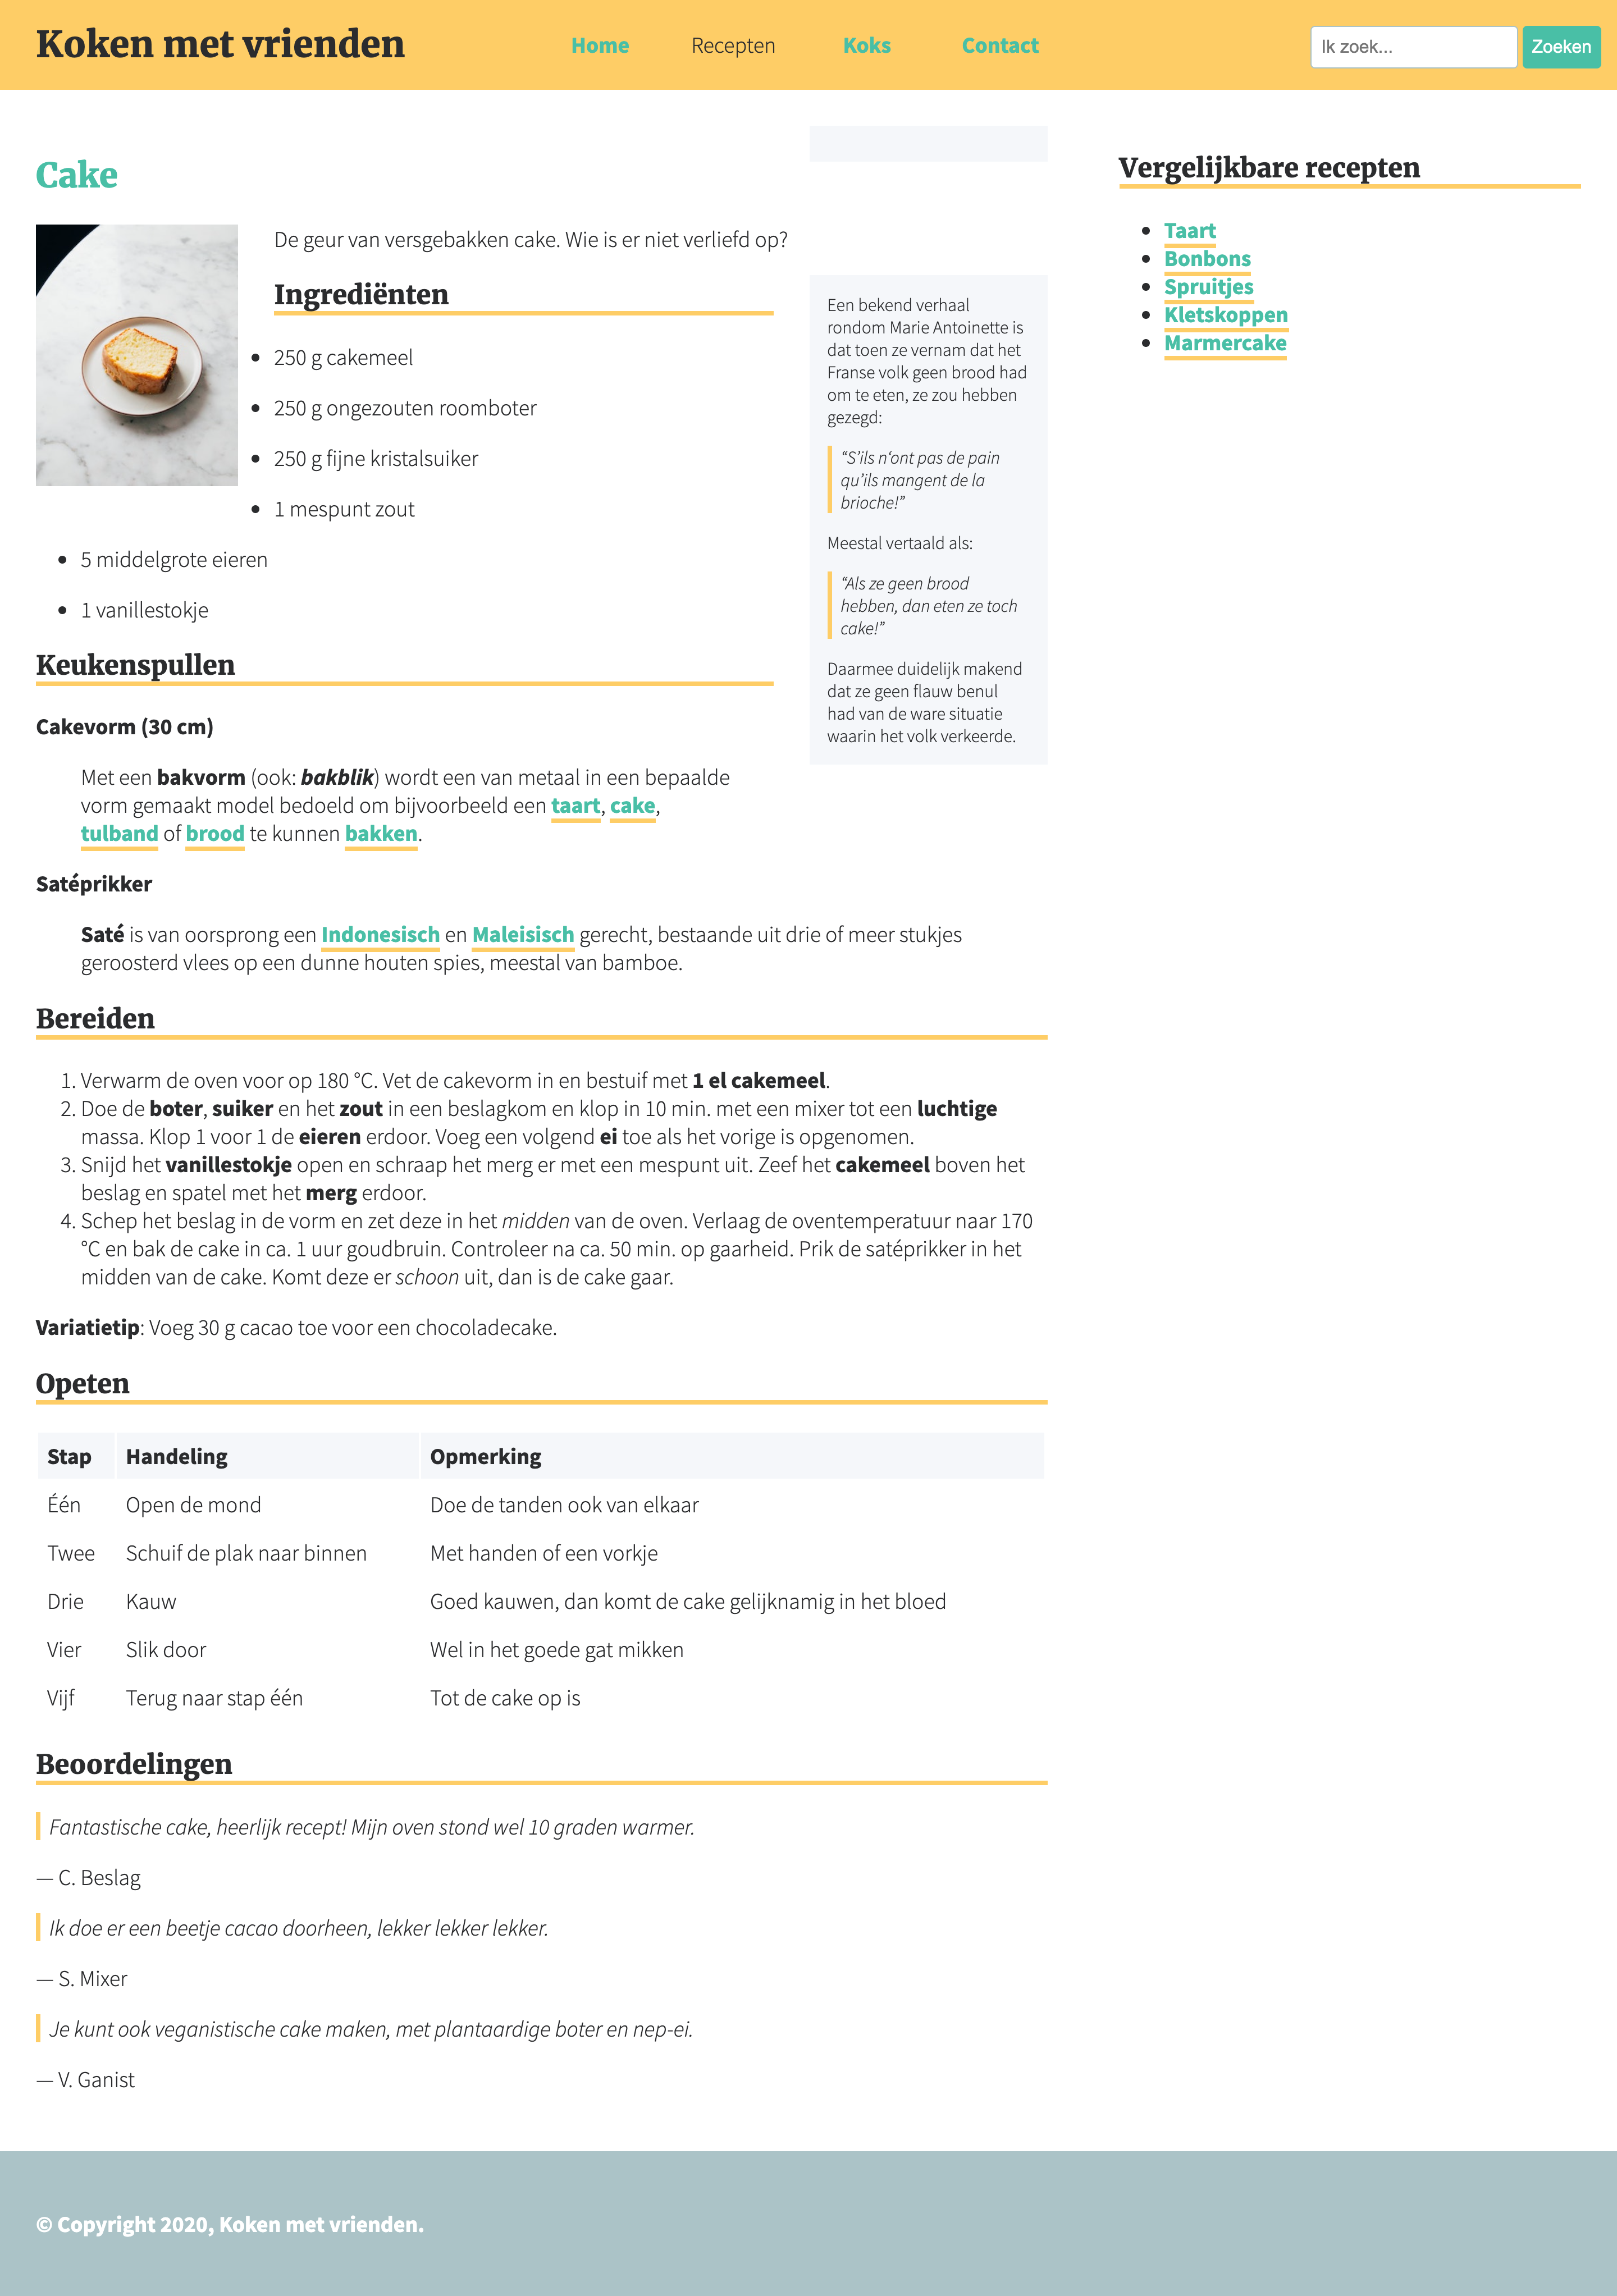 Koken met vrienden
Home Recepten Koks Contact
Ik zoek...
Zoeken
Cake
De geur van versgebakken cake. Wie is er niet verliefd op?
Ingrediënten
250 g cakemeel
250 g ongezouten roomboter
250 g fijne kristalsuiker
1 mespunt zout
5 middelgrote eieren
1 vanillestokje
Een bekend verhaal
rondom Marie Antoinette is
dat toen ze vernam dat het
Franse volk geen brood had
om te eten, ze zou hebben
gezegd:
“S’ils n‘ont pas de pain
qu’ils mangent de la
brioche!”
Meestal vertaald als:
“Als ze geen brood
hebben, dan eten ze toch
cake!”
Daarmee duidelijk makend
dat ze geen flauw benul
had van de ware situatie
waarin het volk verkeerde.
Keukenspullen
Cakevorm (30 cm)
Met een bakvorm (ook: bakblik) wordt een van metaal in een bepaalde
vorm gemaakt model bedoeld om bijvoorbeeld een taart, cake,
tulband of brood te kunnen bakken.
Satéprikker
Saté is van oorsprong een Indonesisch en Maleisisch gerecht, bestaande uit drie of meer stukjes
geroosterd vlees op een dunne houten spies, meestal van bamboe.
Bereiden
1. Verwarm de oven voor op 180 °C. Vet de cakevorm in en bestuif met 1 el cakemeel.
2. Doe de boter, suiker en het zout in een beslagkom en klop in 10 min. met een mixer tot een luchtige
massa. Klop 1 voor 1 de eieren erdoor. Voeg een volgend ei toe als het vorige is opgenomen.
3. Snijd het vanillestokje open en schraap het merg er met een mespunt uit. Zeef het cakemeel boven het
beslag en spatel met het merg erdoor.
4. Schep het beslag in de vorm en zet deze in het midden van de oven. Verlaag de oventemperatuur naar 170
°C en bak de cake in ca. 1 uur goudbruin. Controleer na ca. 50 min. op gaarheid. Prik de satéprikker in het
midden van de cake. Komt deze er schoon uit, dan is de cake gaar.
Variatietip: Voeg 30 g cacao toe voor een chocoladecake.
Opeten
Stap Handeling Opmerking
Één Open de mond Doe de tanden ook van elkaar
Twee Schuif de plak naar binnen Met handen of een vorkje
Drie Kauw Goed kauwen, dan komt de cake gelijknamig in het bloed
Vier Slik door Wel in het goede gat mikken
Vijf Terug naar stap één Tot de cake op is
Beoordelingen
Fantastische cake, heerlijk recept! Mijn oven stond wel 10 graden warmer.
— C. Beslag
Ik doe er een beetje cacao doorheen, lekker lekker lekker.
— S. Mixer
Je kunt ook veganistische cake maken, met plantaardige boter en nep-ei.
— V. Ganist
Vergelijkbare recepten
Taart
Bonbons
Spruitjes
Kletskoppen
Marmercake
© Copyright 2020, Koken met vrienden.